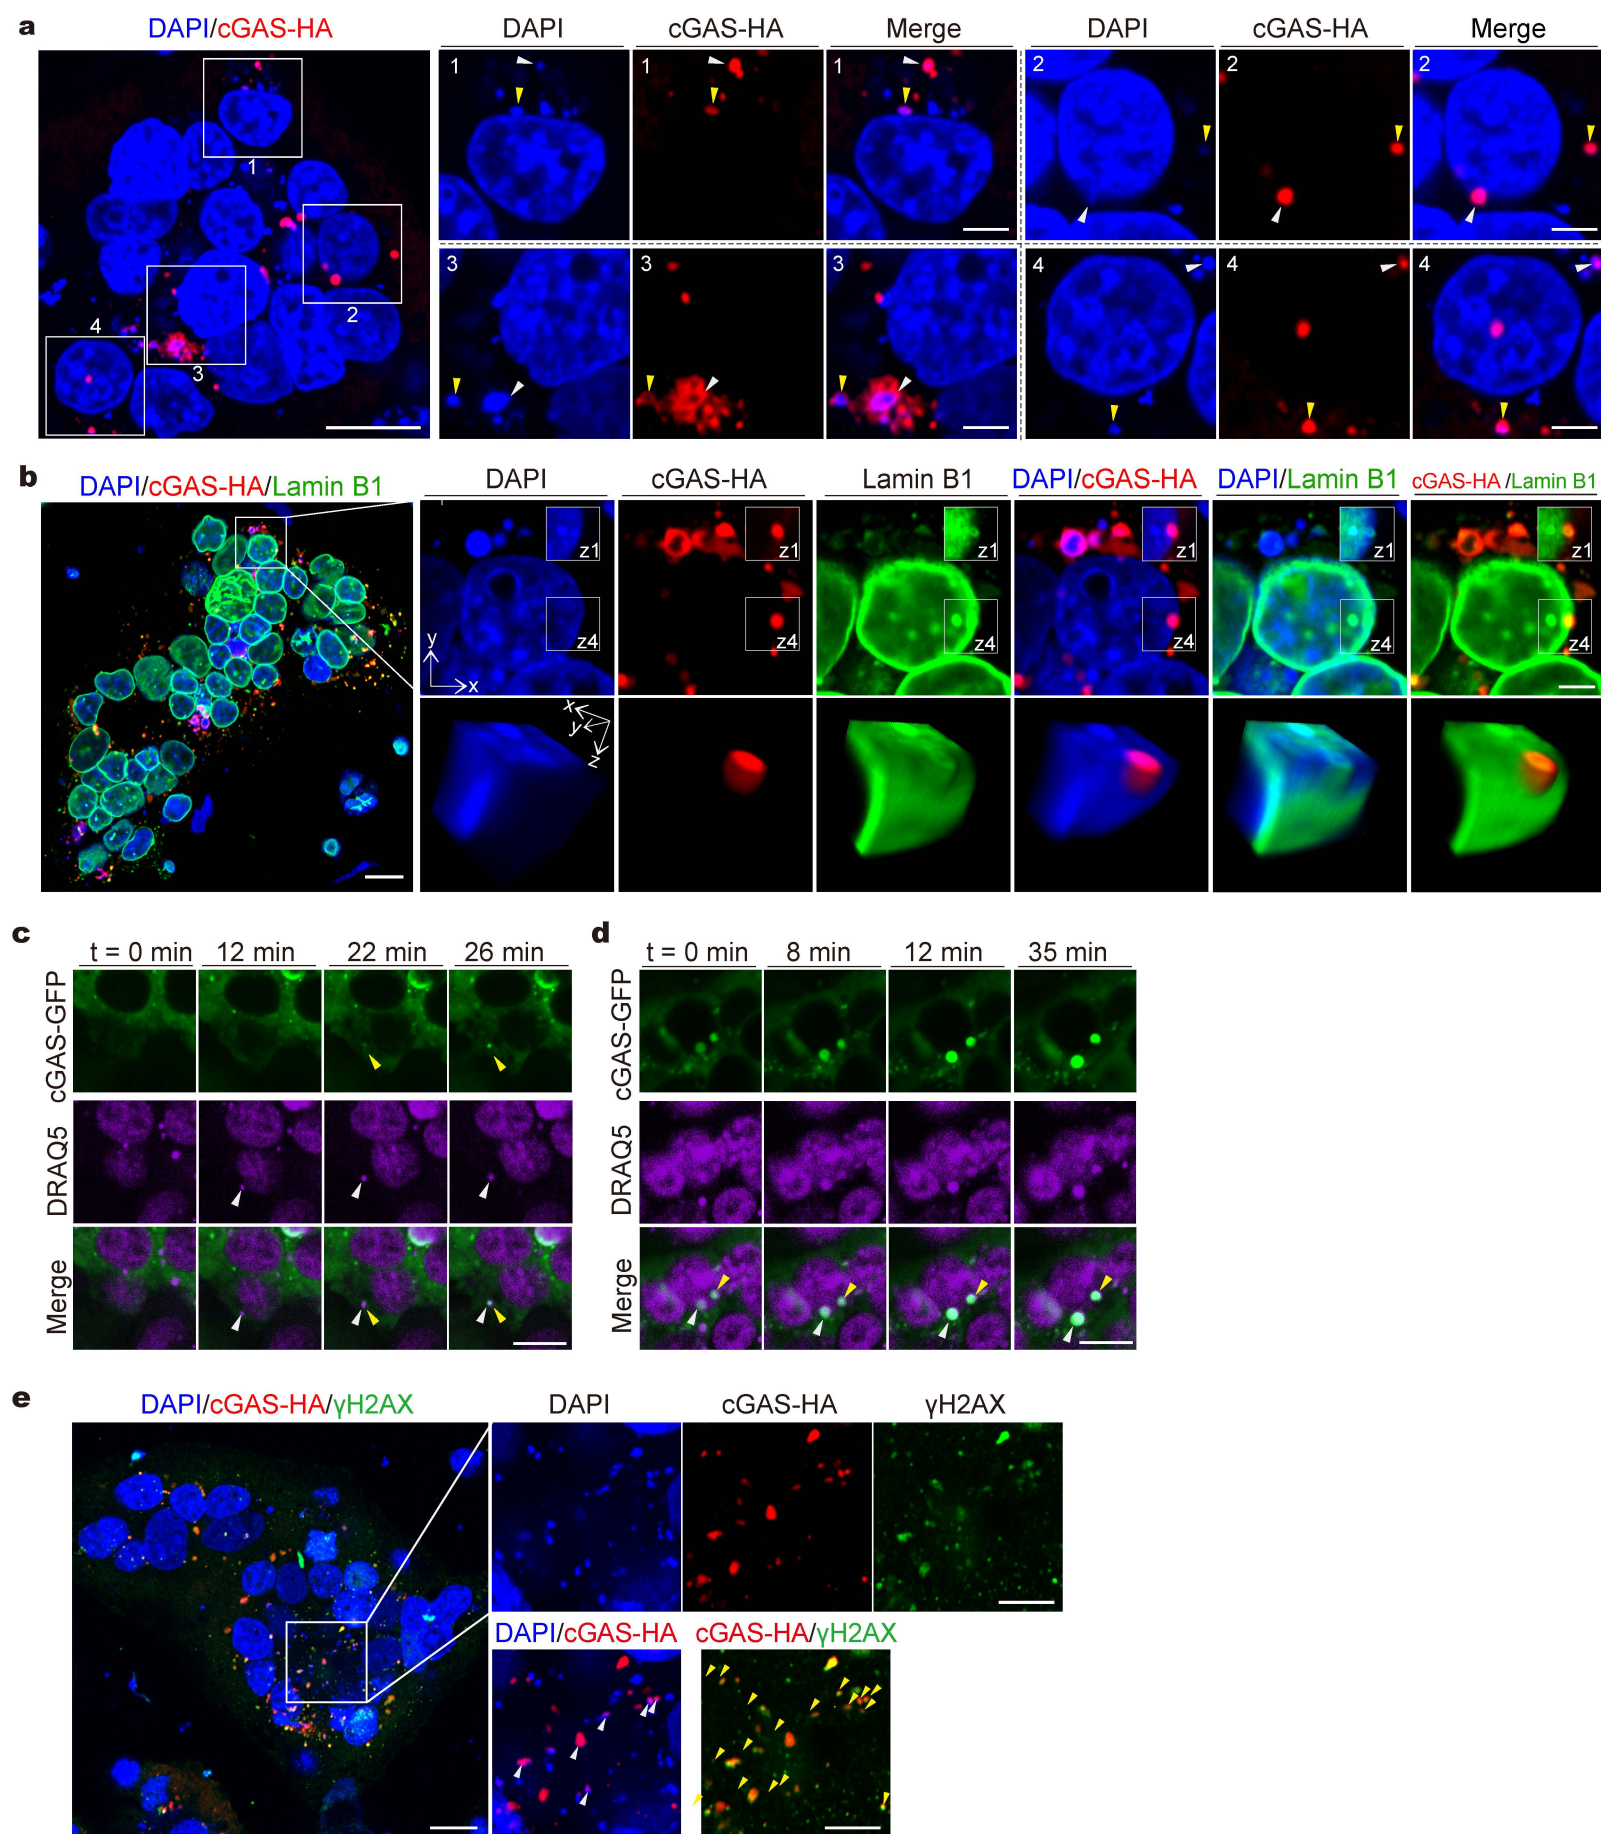 a
DAPI/cGAS-HA
DAPI
cGAS-HA
Merge
DAPI
cGAS-HA
Merge
1
2
3
4
1
1
1
2
2
2
3
3
3
4
4
4
b
DAPI/cGAS-HA/Lamin B1
DAPI
cGAS-HA
Lamin B1
DAPI/cGAS-HA
DAPI/Lamin B1
cGAS-HA/Lamin B1
z1
z1
z1
z1
z1
z1
z4
z4
z4
z4
z4
z4
y
x
x
y
z
c
t = 0 min
12 min
22 min
26 min
cGAS-GFP
DRAQ5
Merge
d
t = 0 min
8 min
12 min
35 min
cGAS-GFP
DRAQ5
Merge
e
DAPI/cGAS-HA/γH2AX
DAPI
cGAS-HA
γH2AX
DAPI/cGAS-HA
cGAS-HA/γH2AX